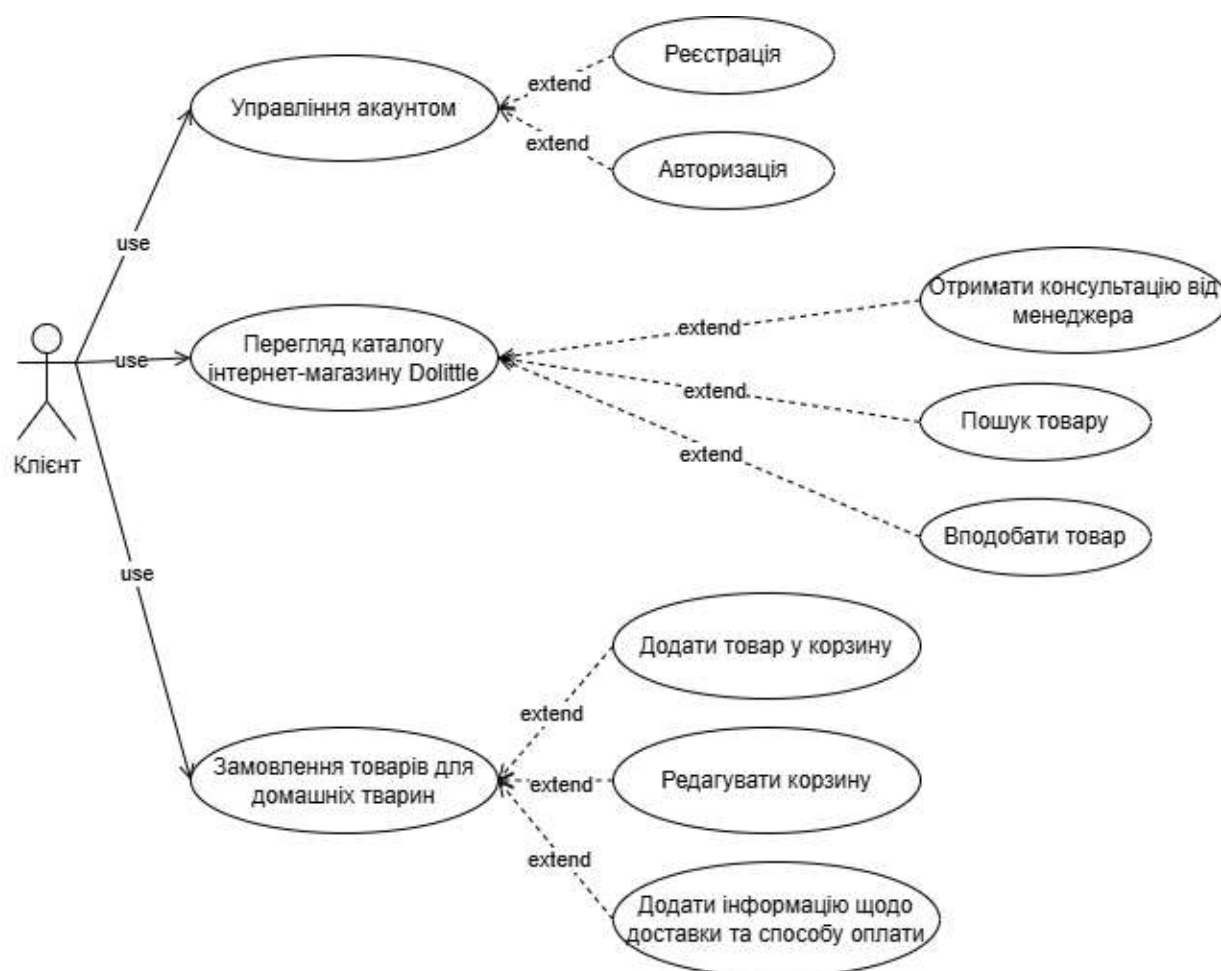 Реєстрація
extend
Управління акаунтом
extend
Авторизація
use
Отримати консультацію від
менеджера
extend
Перегляд каталогу
інтернет-магазину Dolittle
use
extend
Пошук товару
extend
Клієнт
Вподобати товар
use
Додати товар у корзину
extend
Замовлення товарів для
домашніх тварин
extend
Редагувати корзину
extend
Додати інформацію щодо
доставки та способу оплати